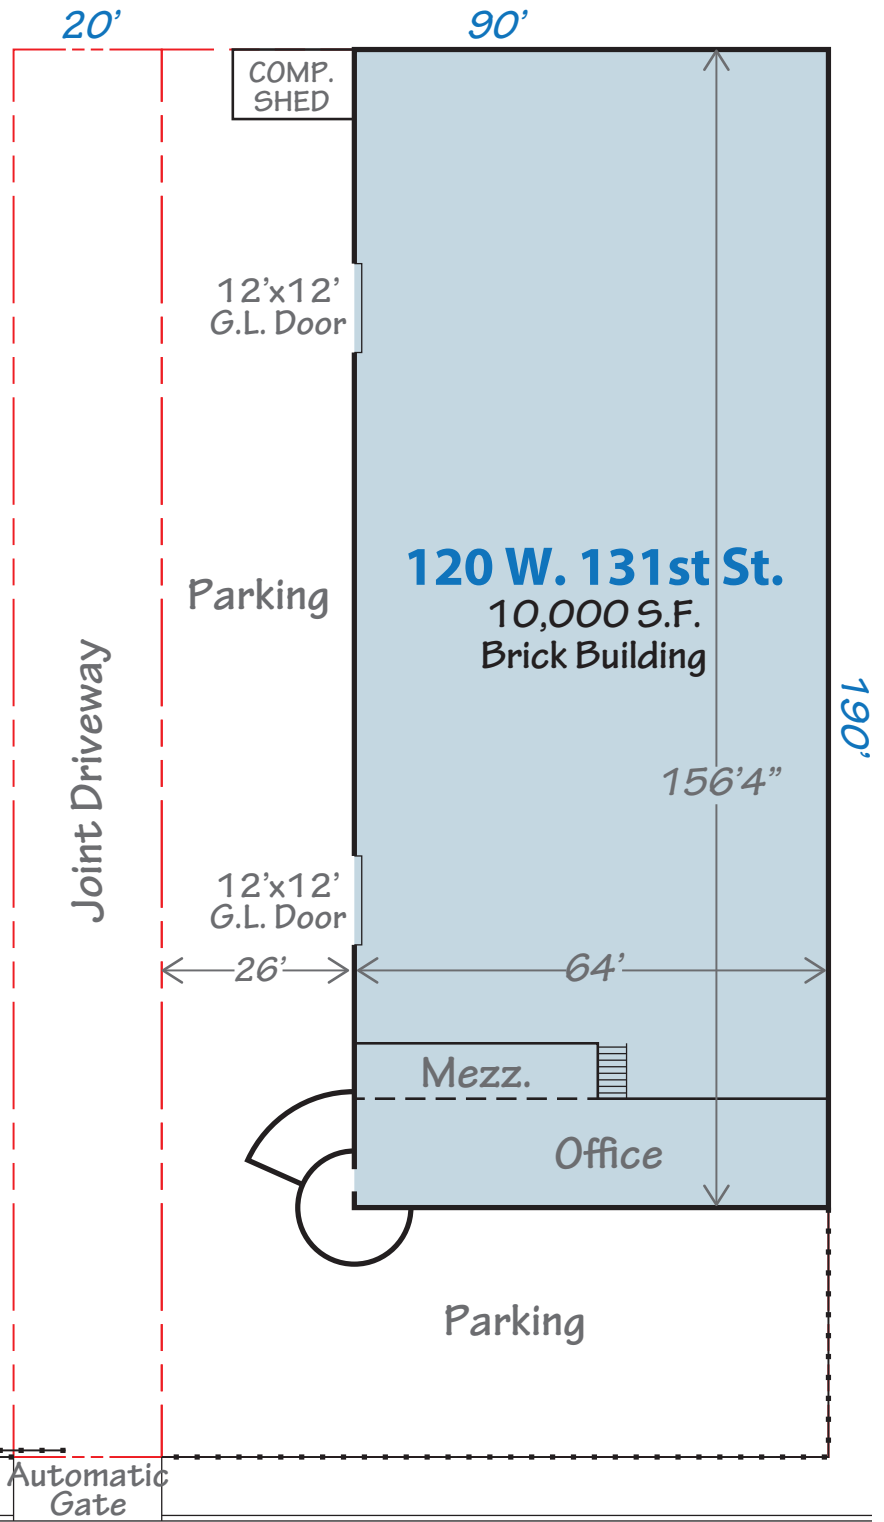 20’
90’
COMP.
SHED
12’x12’
G.L. Door
120 W. 131st St.
10,000 S.F.
Brick Building
Parking
Joint Driveway
190’
156’4”
12’x12’
G.L. Door
26’
64’
Mezz.
Office
Parking
Automatic
Gate